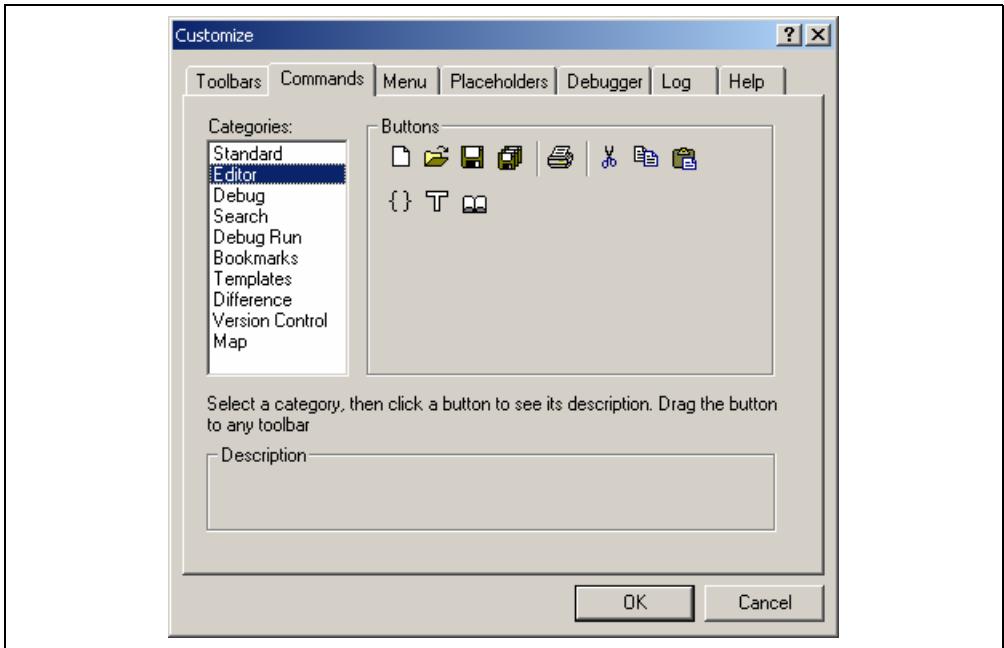 Customize
Toolbars Commands Menu Placeholders Debugger Log Help
Categories:
Standard
Editor
Debug
Search
Debug Run
Bookmarks
Templates
Difference
Version Control
Map
Buttons
{}
Select a category, then click a button to see its description. Drag the button
to any toolbar
Description
OK Cancel